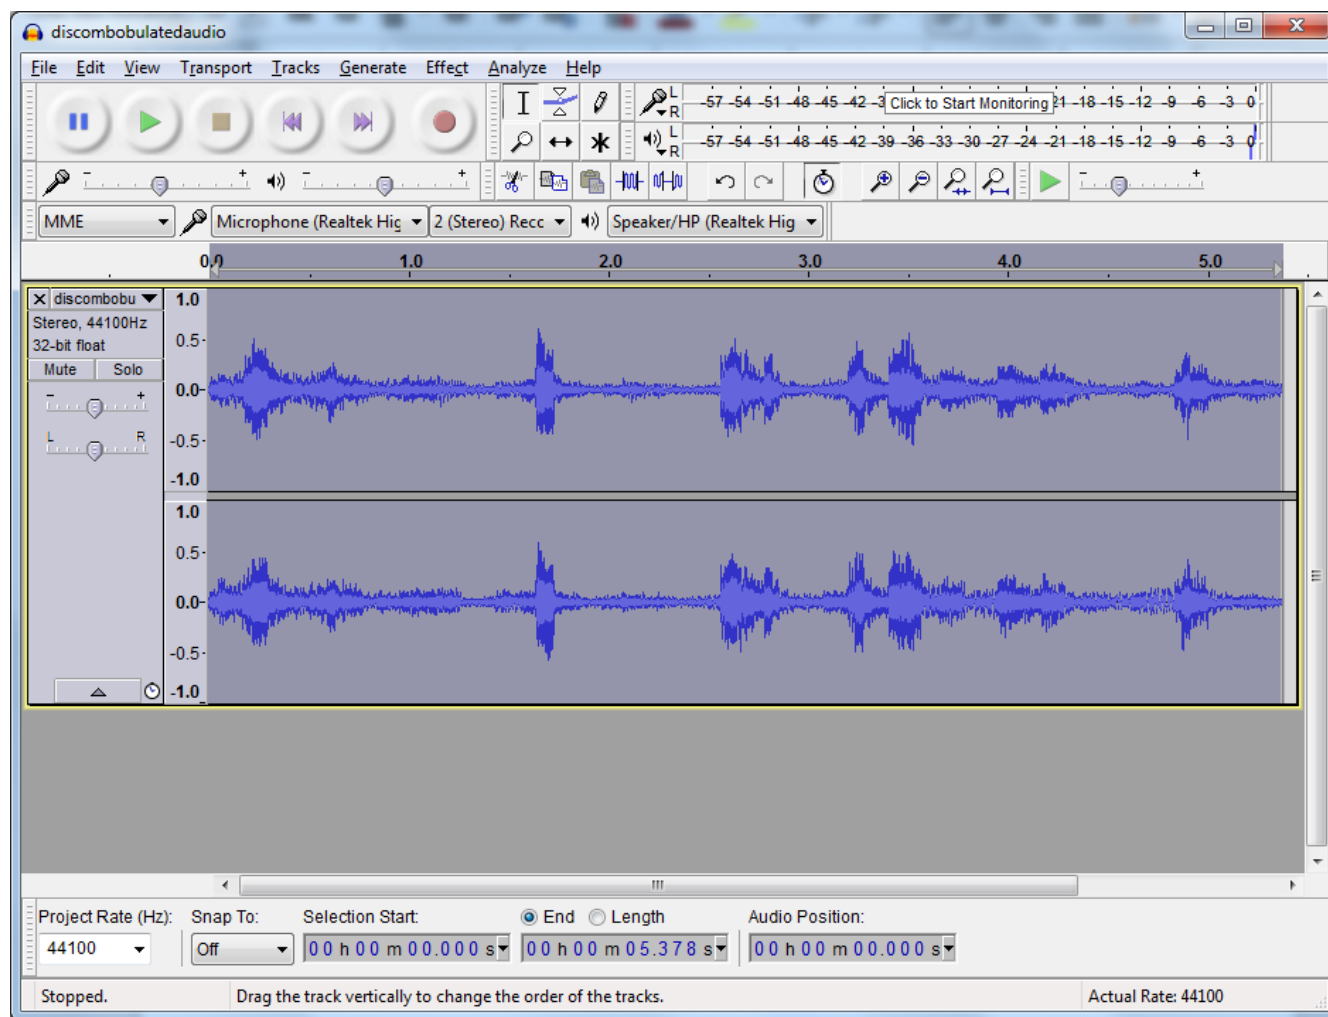 discombobulatedaudio
File Edit View Transport Tracks Generate Effect Analyze Help
L R -57 -54 -51 -48 -45 -42 -3 Click to Start Monitoring 21 -18 -15 -12 -9 -6 -3 0
L R -57 -54 -51 -48 -45 -42 -39 -36 -33 -30 -27 -24 -21 -18 -15 -12 -9 -6 -3 0
- + - + - +
MME Microphone (Realtek Hig 2 (Stereo) Recc Speaker/HP (Realtek Hig
0.0 1.0 2.0 3.0 4.0 5.0
X discombobu 1.0
Stereo, 44100Hz
32-bit float 0.5
Mute Solo
- + 0.0
L R -0.5
-1.0
1.0
0.5
0.0
-0.5
-1.0
Project Rate (Hz): Snap To: Selection Start: End Length Audio Position:
44100 Off 00 h 00 m 00.000 s 00 h 00 m 05.378 s 00 h 00 m 00.000 s
Stopped. Drag the track vertically to change the order of the tracks. Actual Rate: 44100